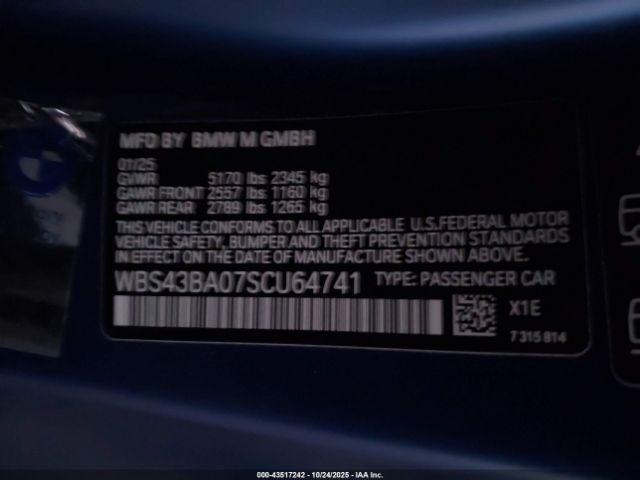 MFD BY BMW M GMBH
01/25
GVWR 5170 lbs 2345 kg
GAWR FRONT 2557 lbs 1160 kg
GAWR REAR 2789 lbs 1265 kg
THIS VEHICLE CONFORMS TO ALL APPLICABLE U.S.FEDERAL MOTOR
VEHICLE SAFETY, BUMPER AND THEFT PREVENTION STANDARDS
IN EFFECT ON THE DATE OF MANUFACTURE SHOWN ABOVE.
WBS43BA07SCU64741 TYPE: PASSENGER CAR
X1E
7315814
000-43517242 - 10/24/2025 - IAA Inc.